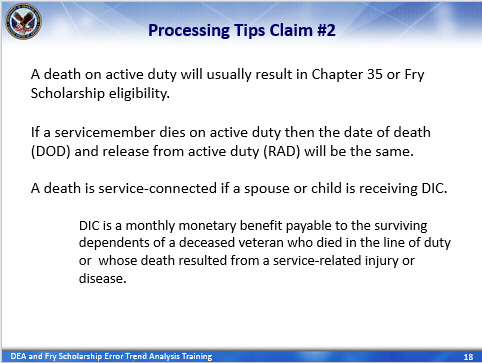 Processing Tips Claim #2
A death on active duty will usually result in Chapter 35 or Fry
Scholarship eligibility.
If a servicemember dies on active duty then the date of death
(DOD) and release from active duty (RAD) will be the same.
A death is service-connected if a spouse or child is receiving DIC.
DIC is a monthly monetary benefit payable to the surviving
dependents of a deceased veteran who died in the line of duty
or whose death resulted from a service-related injury or
disease.
DEA and Fry Scholarship Error Trend Analysis Training
18